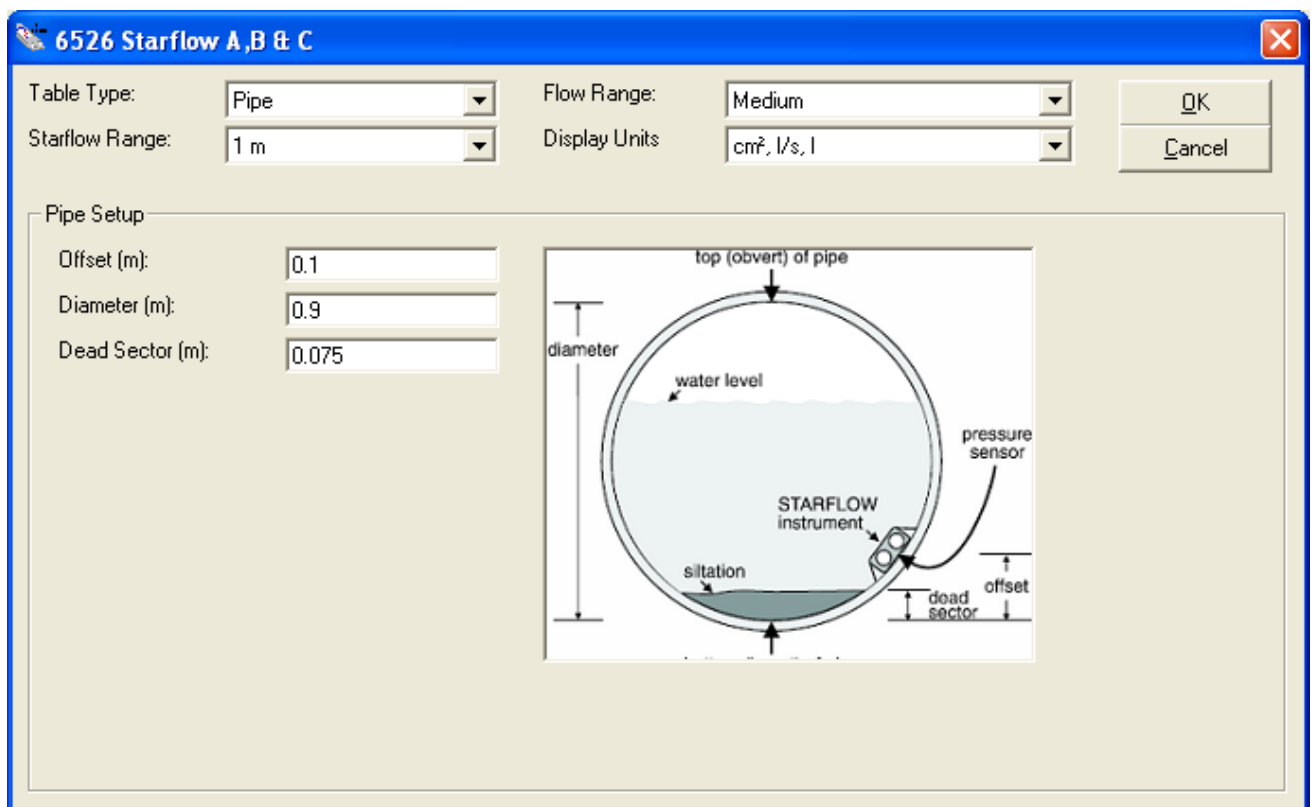 6526 Starflow A,B & C
Table Type: Pipe Flow Range: Medium OK
Starflow Range: 1 m Display Units cm², l/s, l Cancel
Pipe Setup
Offset (m): 0.1
Diameter (m): 0.9
Dead Sector (m): 0.075
top (obvert) of pipe
diameter
water level
pressure
sensor
STARFLOW
instrument
siltation
offset
dead
sector